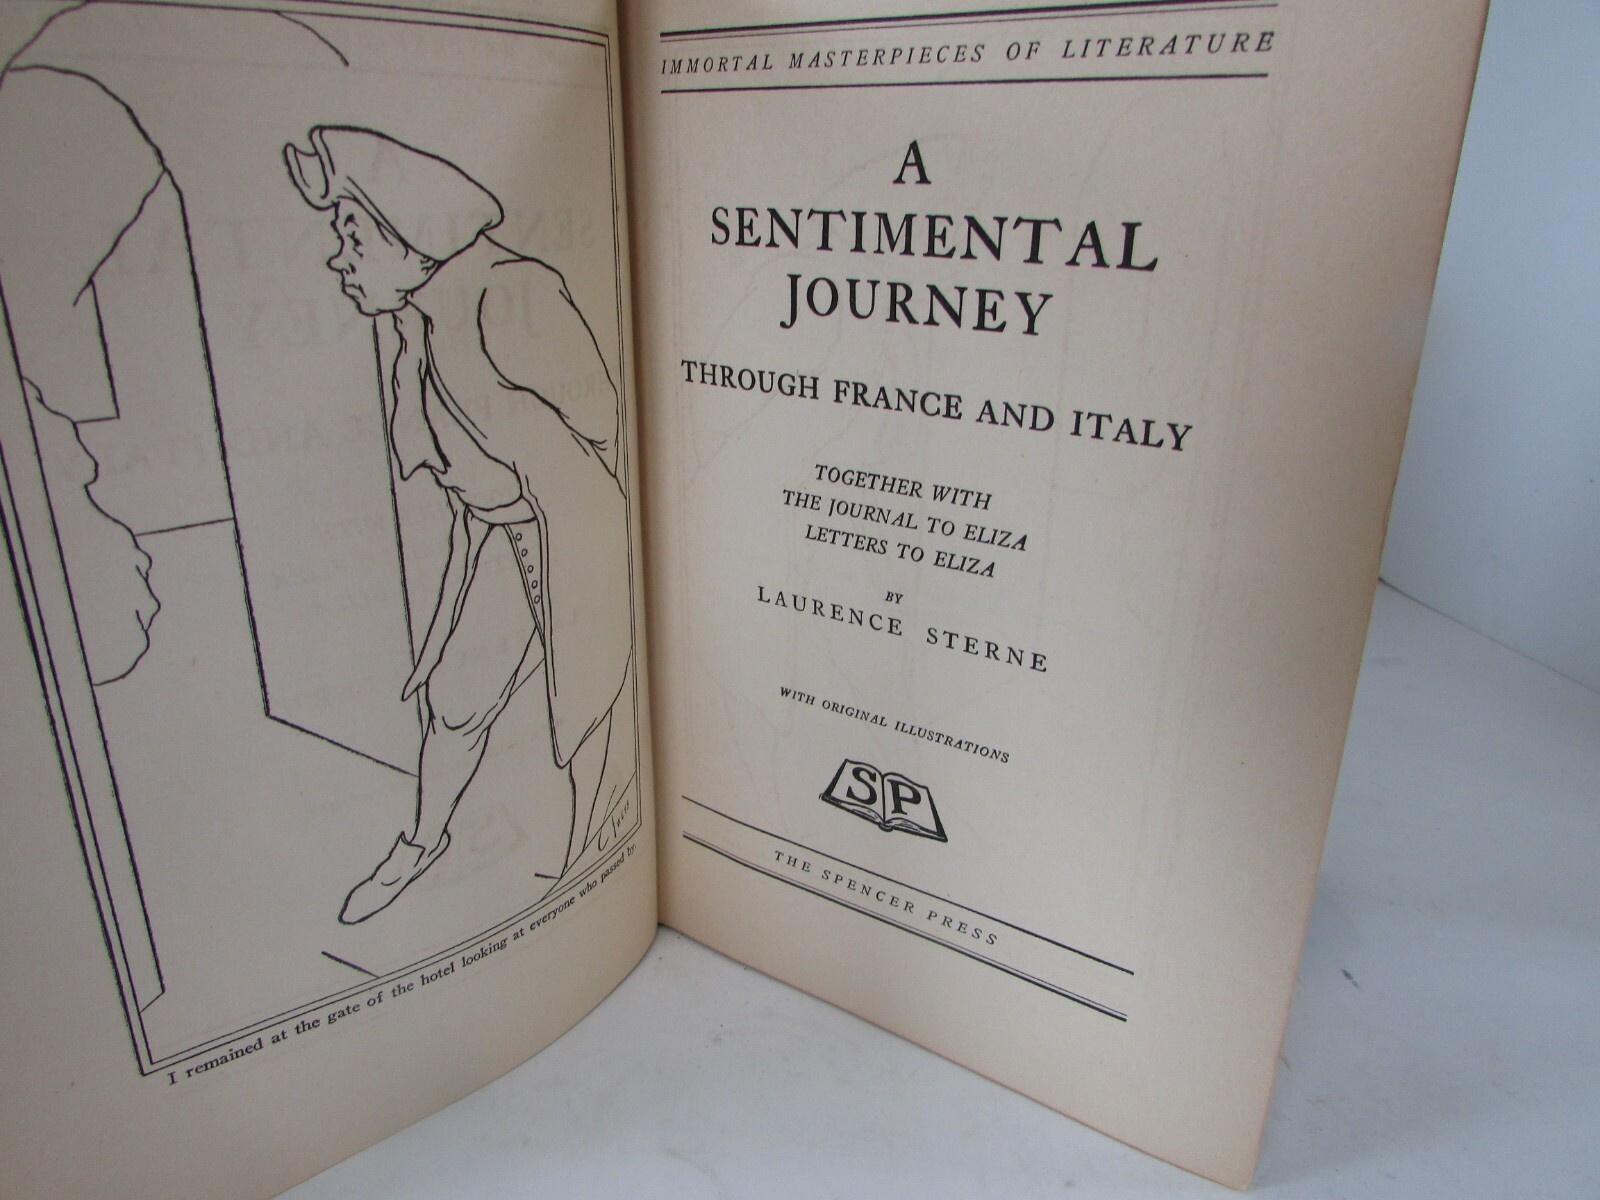 I remained at the gate of the hotel looking at everyone who passed by.
IMMORTAL MASTERPIECES OF LITERATURE
A
SENTIMENTAL
JOURNEY
THROUGH FRANCE AND ITALY
TOGETHER WITH
THE JOURNAL TO ELIZA
LETTERS TO ELIZA
BY
LAURENCE STERNE
WITH ORIGINAL ILLUSTRATIONS
SP
THE SPENCER PRESS